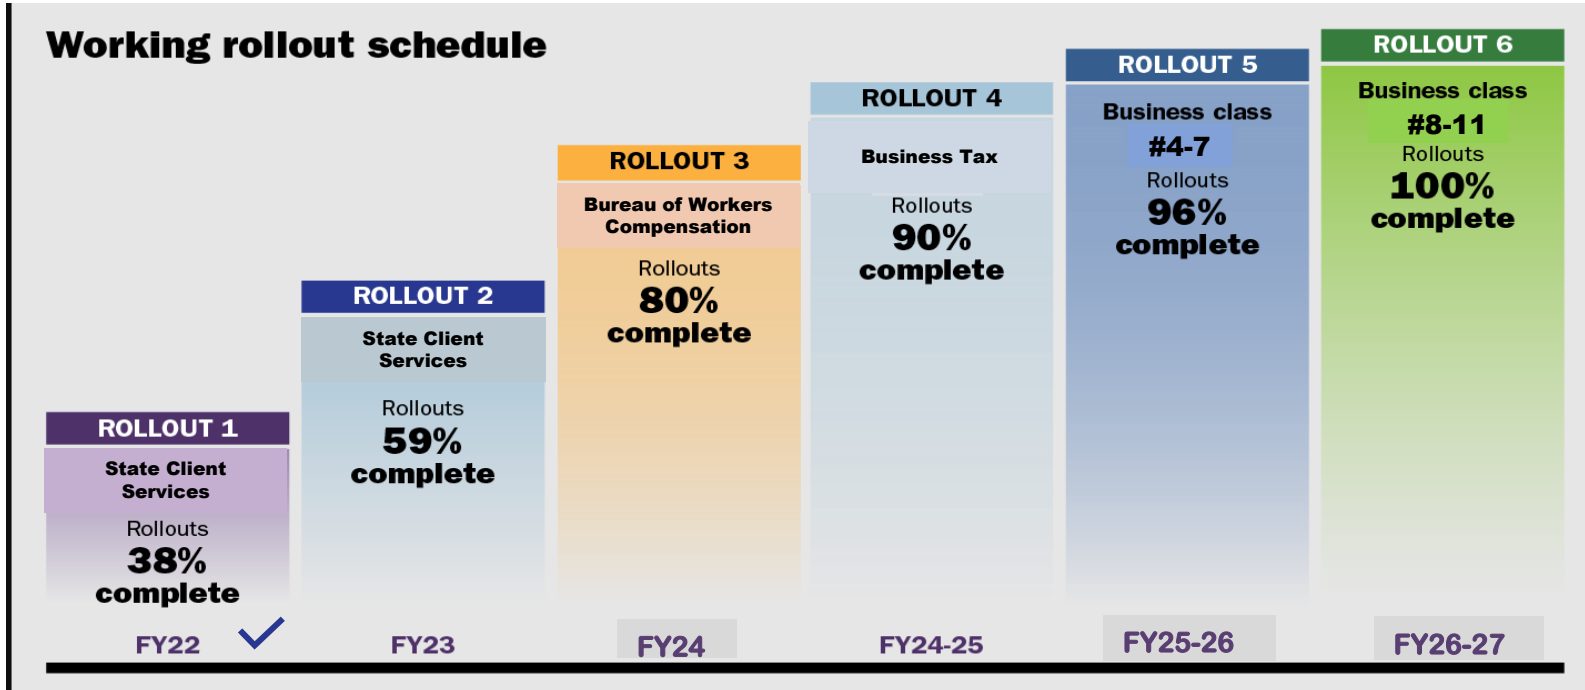 Working rollout schedule
ROLLOUT 1
State Client
Services
Rollouts
38%
complete
FY22
ROLLOUT 2
State Client
Services
Rollouts
59%
complete
FY23
ROLLOUT 3
Bureau of Workers
Compensation
Rollouts
80%
complete
FY24
ROLLOUT 4
Business Tax
Rollouts
90%
complete
FY24-25
ROLLOUT 5
Business class
#4-7
Rollouts
96%
complete
FY25-26
ROLLOUT 6
Business class
#8-11
Rollouts
100%
complete
FY26-27